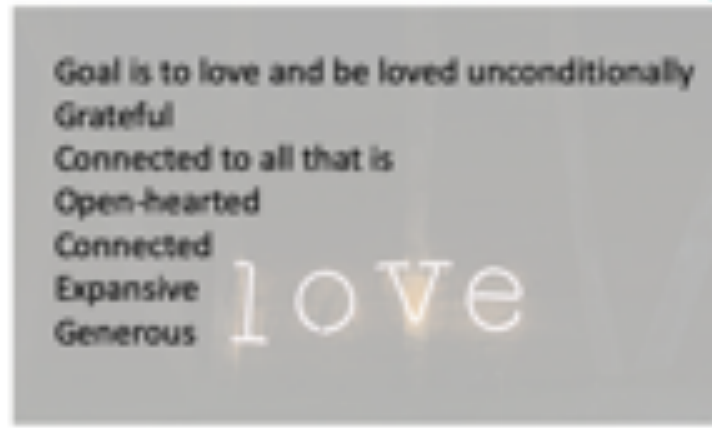 Goal is to love and be loved unconditionally
Grateful
Connected to all that is
Open-hearted
Connected
Expansive
Generous
love